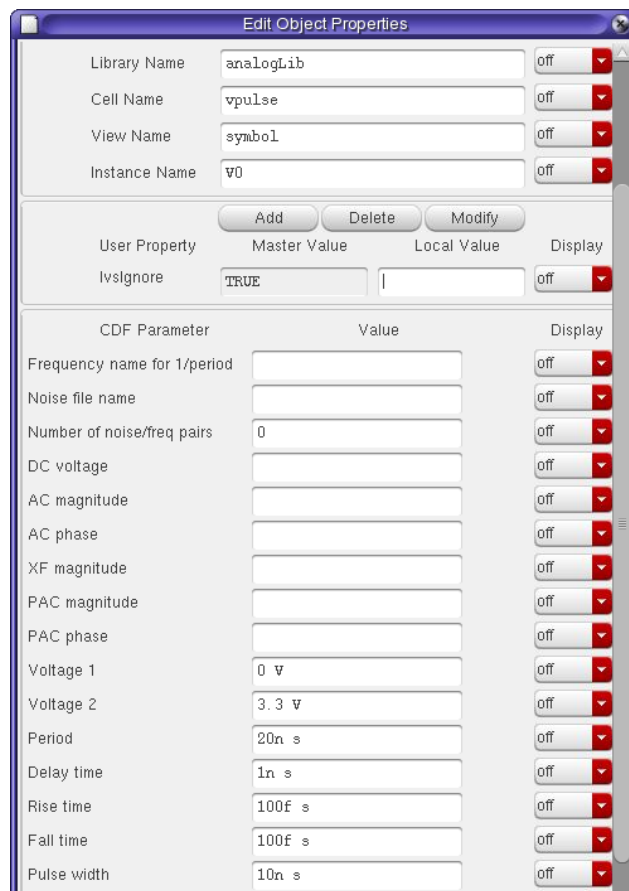 Edit Object Properties
Library Name analogLib off
Cell Name vpulse off
View Name symbol off
Instance Name V0 off
Add Delete Modify
User Property Master Value Local Value Display
lvsIgnore TRUE off
CDF Parameter Value Display
Frequency name for 1/period off
Noise file name off
Number of noise/freq pairs 0 off
DC voltage off
AC magnitude off
AC phase off
XF magnitude off
PAC magnitude off
PAC phase off
Voltage 1 0 V off
Voltage 2 3.3 V off
Period 20n s off
Delay time 1n s off
Rise time 100f s off
Fall time 100f s off
Pulse width 10n s off